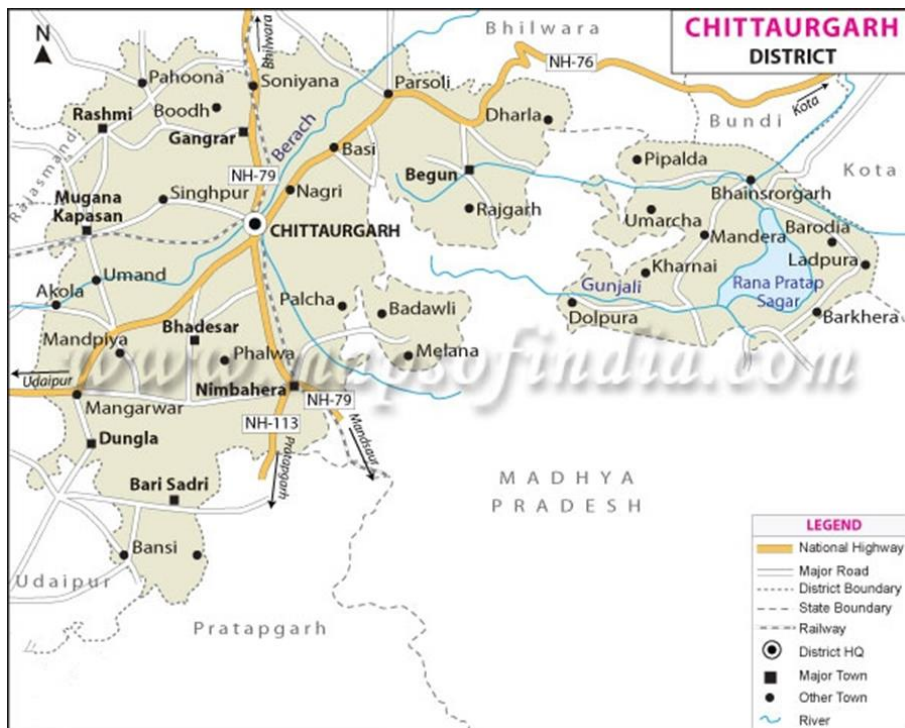 CHITTAURGARH
DISTRICT
N
Bhilwara
Bhilwara
NH-76
Kota
Bundi
Kota
Pahoona
Soniyana
Parsoli
Boodh
Rashmi
Gangrar
Berach
Dharla
Rajasmand
NH-79
Basi
Begun
Pipalda
Bhainsrorgarh
Mugana
Kapasan
Singhpur
Nagri
Rajgarh
Umarcha
Barodia
CHITTAURGARH
Mandera
Ladpura
Umand
Kharnai
Akola
Palcha
Badawli
Gunjali
Rana Pratap
Sagar
Dolpura
Barkhera
Mandpiya
Bhadesar
Phalwa
Melana
www.mapsofindia.com
Udaipur
Nimbahera
NH-79
Mangarwar
NH-113
Mandsaur
Pratapgarh
Dungla
Bari Sadri
MADHYA
PRADESH
Bansi
Udaipur
Pratapgarh
LEGEND
National Highway
Major Road
District Boundary
State Boundary
Railway
District HQ
Major Town
Other Town
River